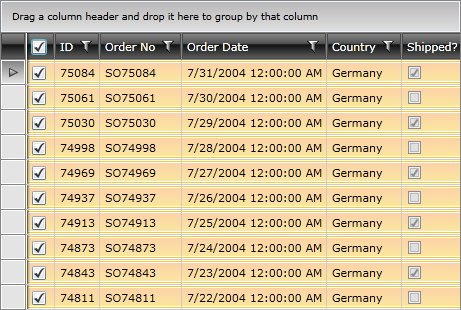 Drag a column header and drop it here to group by that column
ID Order No Order Date Country Shipped?
75084 SO75084 7/31/2004 12:00:00 AM Germany
75061 SO75061 7/30/2004 12:00:00 AM Germany
75030 SO75030 7/29/2004 12:00:00 AM Germany
74998 SO74998 7/28/2004 12:00:00 AM Germany
74969 SO74969 7/27/2004 12:00:00 AM Germany
74937 SO74937 7/26/2004 12:00:00 AM Germany
74913 SO74913 7/25/2004 12:00:00 AM Germany
74873 SO74873 7/24/2004 12:00:00 AM Germany
74843 SO74843 7/23/2004 12:00:00 AM Germany
74811 SO74811 7/22/2004 12:00:00 AM Germany